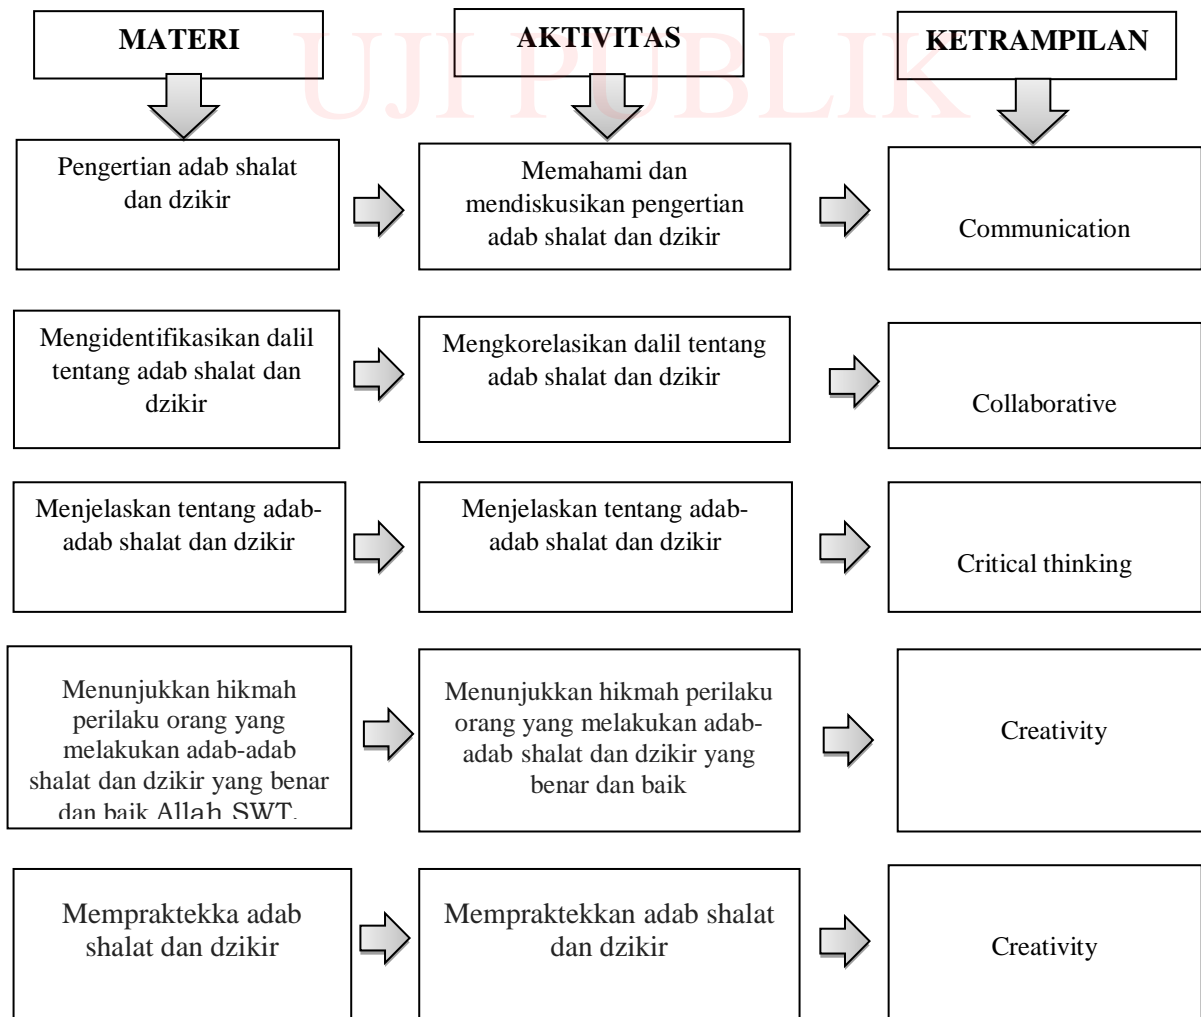 MATERI
AKTIVITAS
KETRAMPILAN
UJI PUBLIK
Pengertian adab shalat
dan dzikir
Memahami dan
mendiskusikan pengertian
adab shalat dan dzikir
Communication
Mengidentifikasikan dalil
tentang adab shalat dan
dzikir
Mengkorelasikan dalil tentang
adab shalat dan dzikir
Collaborative
Menjelaskan tentang adab-
adab shalat dan dzikir
Menjelaskan tentang adab-
adab shalat dan dzikir
Critical thinking
Menunjukkan hikmah
perilaku orang yang
melakukan adab-adab
shalat dan dzikir yang benar
dan baik Allah SWT.
Menunjukkan hikmah perilaku
orang yang melakukan adab-
adab shalat dan dzikir yang
benar dan baik
Creativity
Mempraktekka adab
shalat dan dzikir
Mempraktekkan adab shalat
dan dzikir
Creativity